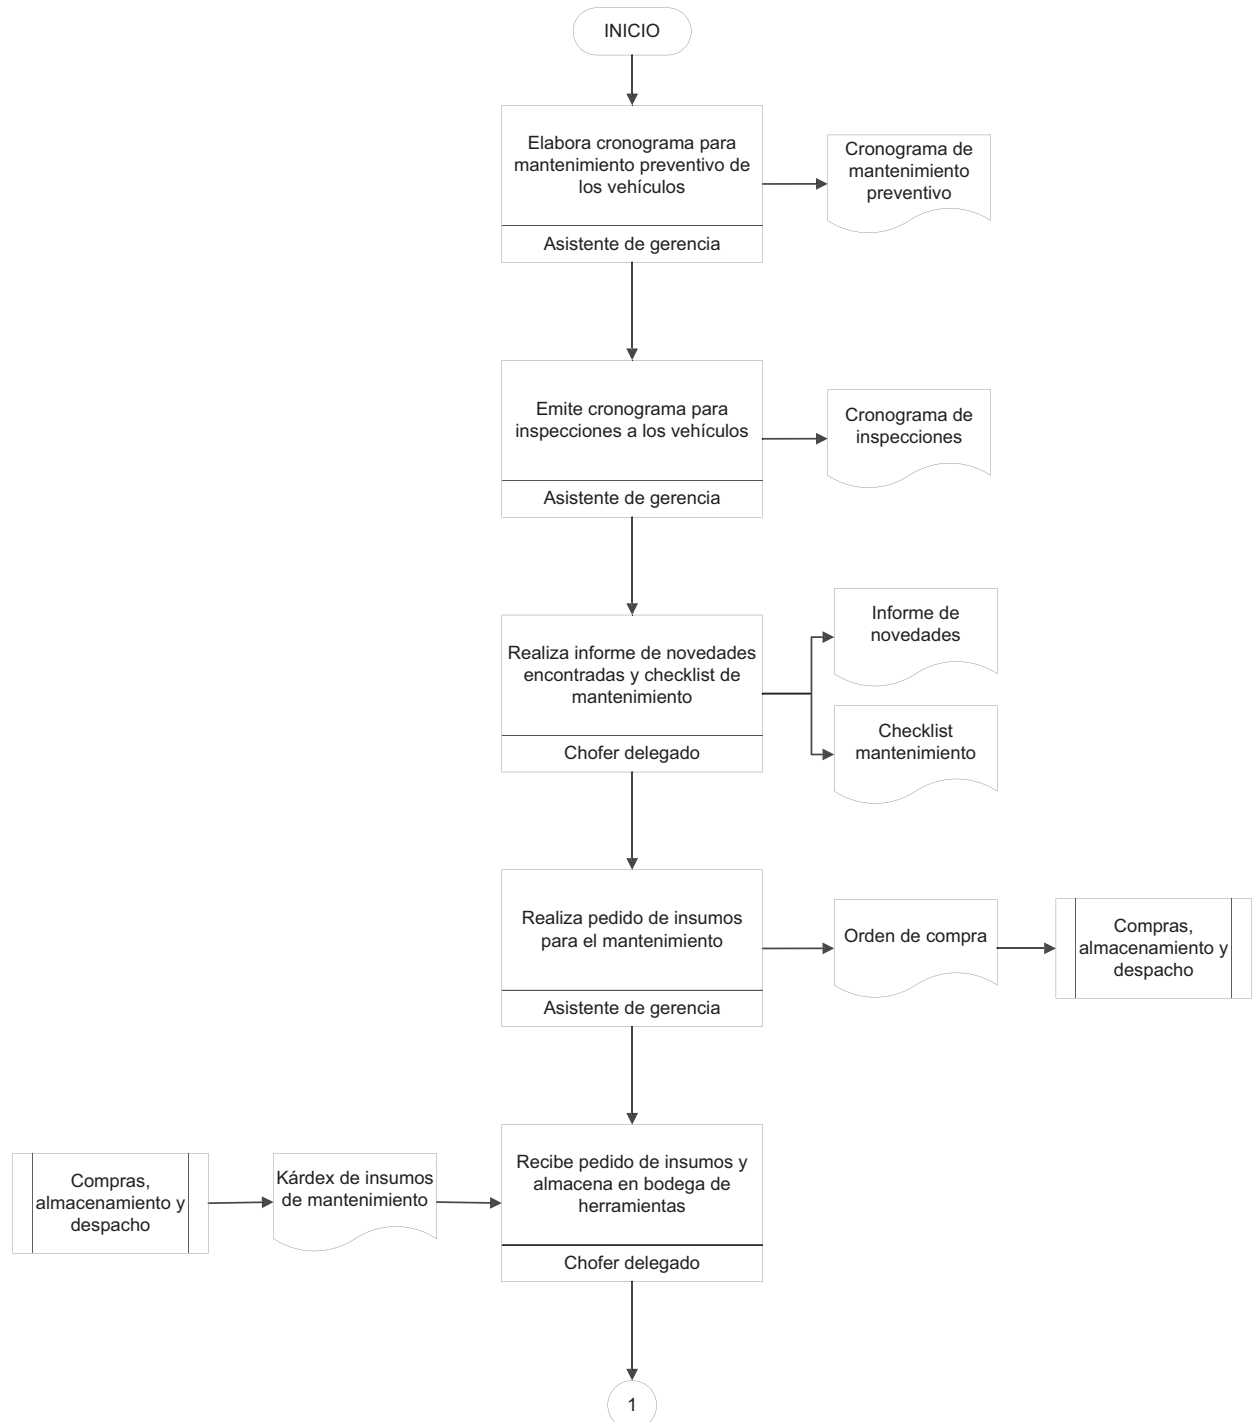 INICIO
Elabora cronograma para
mantenimiento preventivo de
los vehículos
Asistente de gerencia
Cronograma de
mantenimiento
preventivo
Emite cronograma para
inspecciones a los vehículos
Asistente de gerencia
Cronograma de
inspecciones
Realiza informe de novedades
encontradas y checklist de
mantenimiento
Chofer delegado
Informe de
novedades
Checklist
mantenimiento
Realiza pedido de insumos
para el mantenimiento
Asistente de gerencia
Orden de compra
Compras,
almacenamiento y
despacho
Compras,
almacenamiento y
despacho
Kárdex de insumos
de mantenimiento
Recibe pedido de insumos y
almacena en bodega de
herramientas
Chofer delegado
1